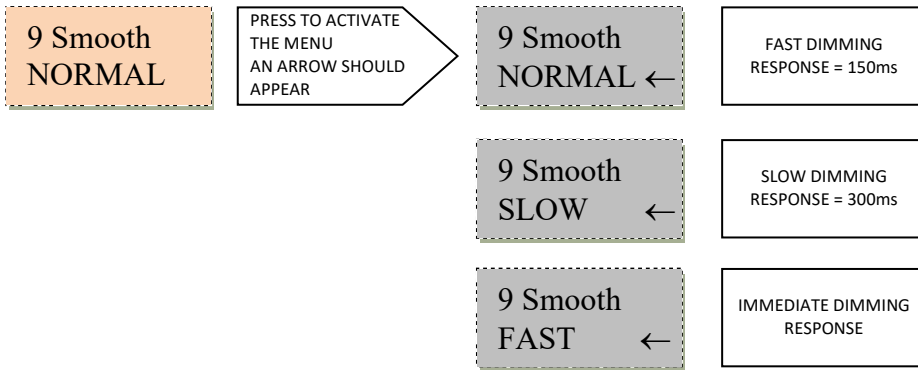 9 Smooth
NORMAL
PRESS TO ACTIVATE
THE MENU
AN ARROW SHOULD
APPEAR
9 Smooth
NORMAL ←
FAST DIMMING
RESPONSE = 150ms
9 Smooth
SLOW ←
SLOW DIMMING
RESPONSE = 300ms
9 Smooth
FAST ←
IMMEDIATE DIMMING
RESPONSE